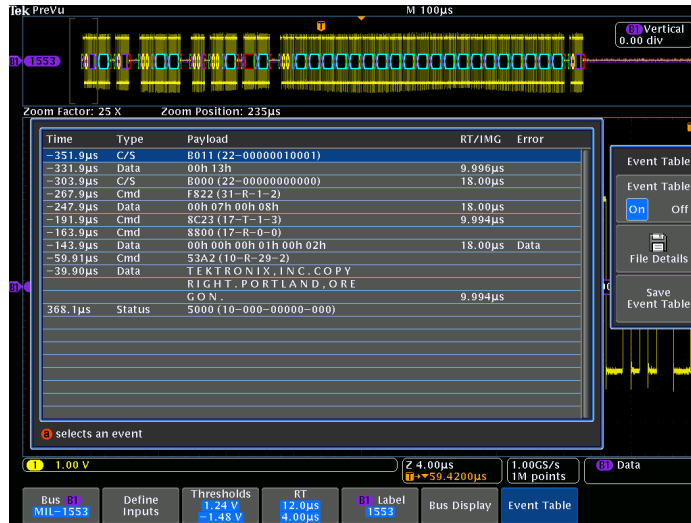 Tek PreVu M 100µs
T
B1 Vertical
0.00 div
B1 1553
Zoom Factor: 25 X Zoom Position: 235µs
Time Type Payload RT/IMG Error
−351.9µs C/S B011 (22−00000010001)
−331.9µs Data 00h 13h 9.996µs
−303.9µs C/S B000 (22−00000000000) 18.00µs
−267.9µs Cmd F822 (31−R−1−2)
−247.9µs Data 00h 07h 00h 08h 18.00µs
−191.9µs Cmd 8C23 (17−T−1−3) 9.994µs
−163.9µs Cmd 8800 (17−R−0−0)
−143.9µs Data 00h 00h 00h 01h 00h 02h 18.00µs Data
−59.91µs Cmd 53A2 (10−R−29−2)
−39.90µs Data T E K T R O N I X , I N C . C O P Y
R I G H T . P O R T L A N D , O R E
G O N . 9.994µs
368.1µs Status 5000 (10−000−00000−000)
a selects an event
Event Table
Event Table
On Off
File Details
Save
Event Table
B1
1 1.00 V
Z 4.00µs
T→▼59.4200µs
1.00GS/s
1M points
B1 Data
Bus B1
MIL−1553
Define
Inputs
Thresholds
1.24 V
−1.48 V
RT
12.0µs
4.00µs
B1 Label
1553
Bus Display
Event Table